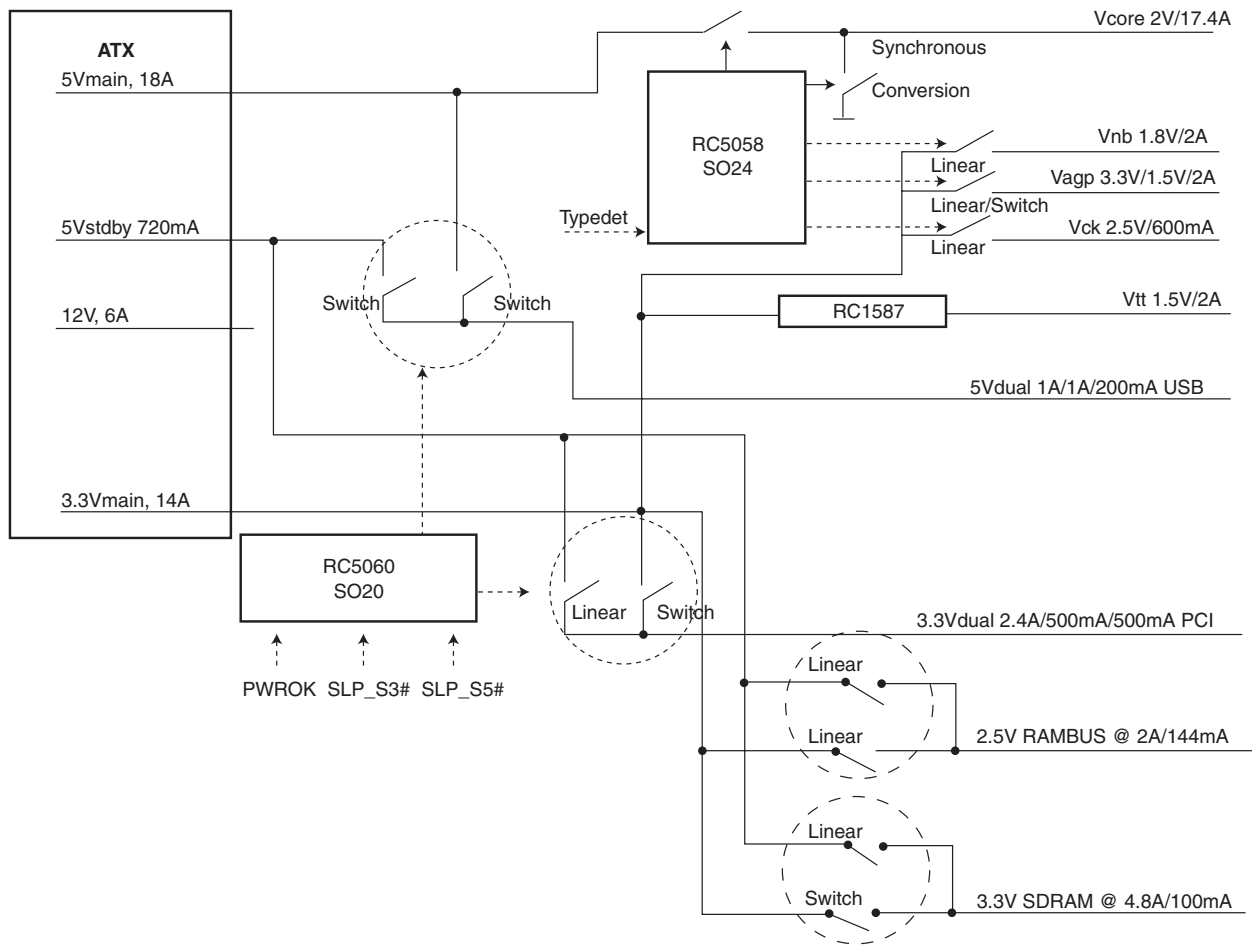 ATX
5Vmain, 18A
Vcore 2V/17.4A
Synchronous
Conversion
RC5058
SO24
Vnb 1.8V/2A
Linear
Vagp 3.3V/1.5V/2A
Linear/Switch
Typedet
Vck 2.5V/600mA
Linear
5Vstdby 720mA
Switch
Switch
12V, 6A
RC1587
Vtt 1.5V/2A
5Vdual 1A/1A/200mA USB
3.3Vmain, 14A
RC5060
SO20
Linear
Switch
3.3Vdual 2.4A/500mA/500mA PCI
PWROK SLP_S3# SLP_S5#
Linear
Linear
2.5V RAMBUS @ 2A/144mA
Linear
Switch
3.3V SDRAM @ 4.8A/100mA